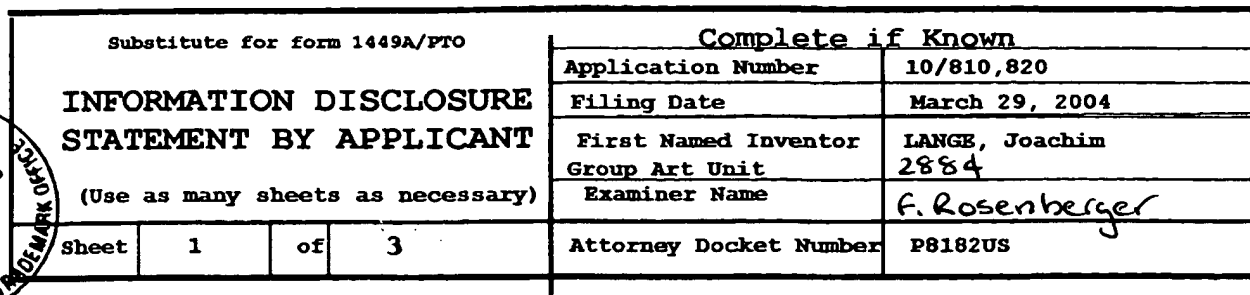 Substitute for form 1449A/PTO
INFORMATION DISCLOSURE
STATEMENT BY APPLICANT
(Use as many sheets as necessary)
Sheet 1 of 3
Complete if Known
Application Number 10/810,820
Filing Date March 29, 2004
First Named Inventor LANGE, Joachim
Group Art Unit 2884
Examiner Name F. Rosenberger
Attorney Docket Number P8182US
DEMARK OFFICE